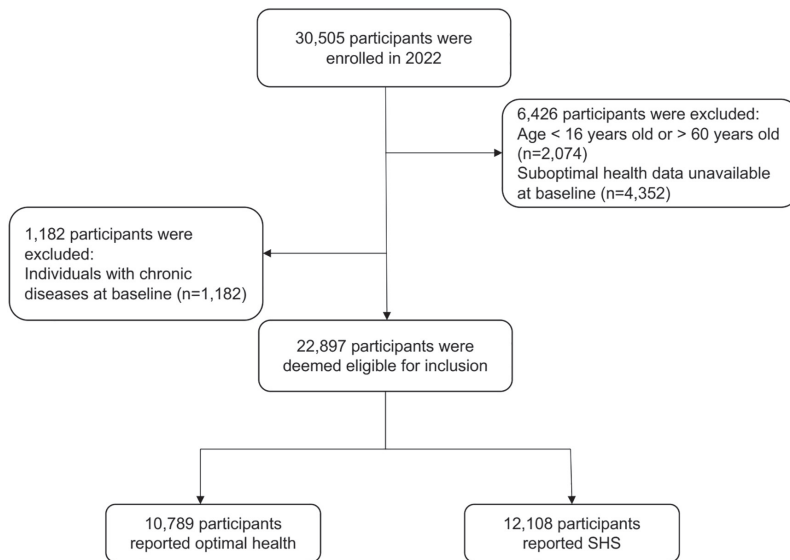 30,505 participants were
enrolled in 2022
6,426 participants were excluded:
Age < 16 years old or > 60 years old
(n=2,074)
Suboptimal health data unavailable
at baseline (n=4,352)
1,182 participants were
excluded:
Individuals with chronic
diseases at baseline (n=1,182)
22,897 participants were
deemed eligible for inclusion
10,789 participants
reported optimal health
12,108 participants
reported SHS